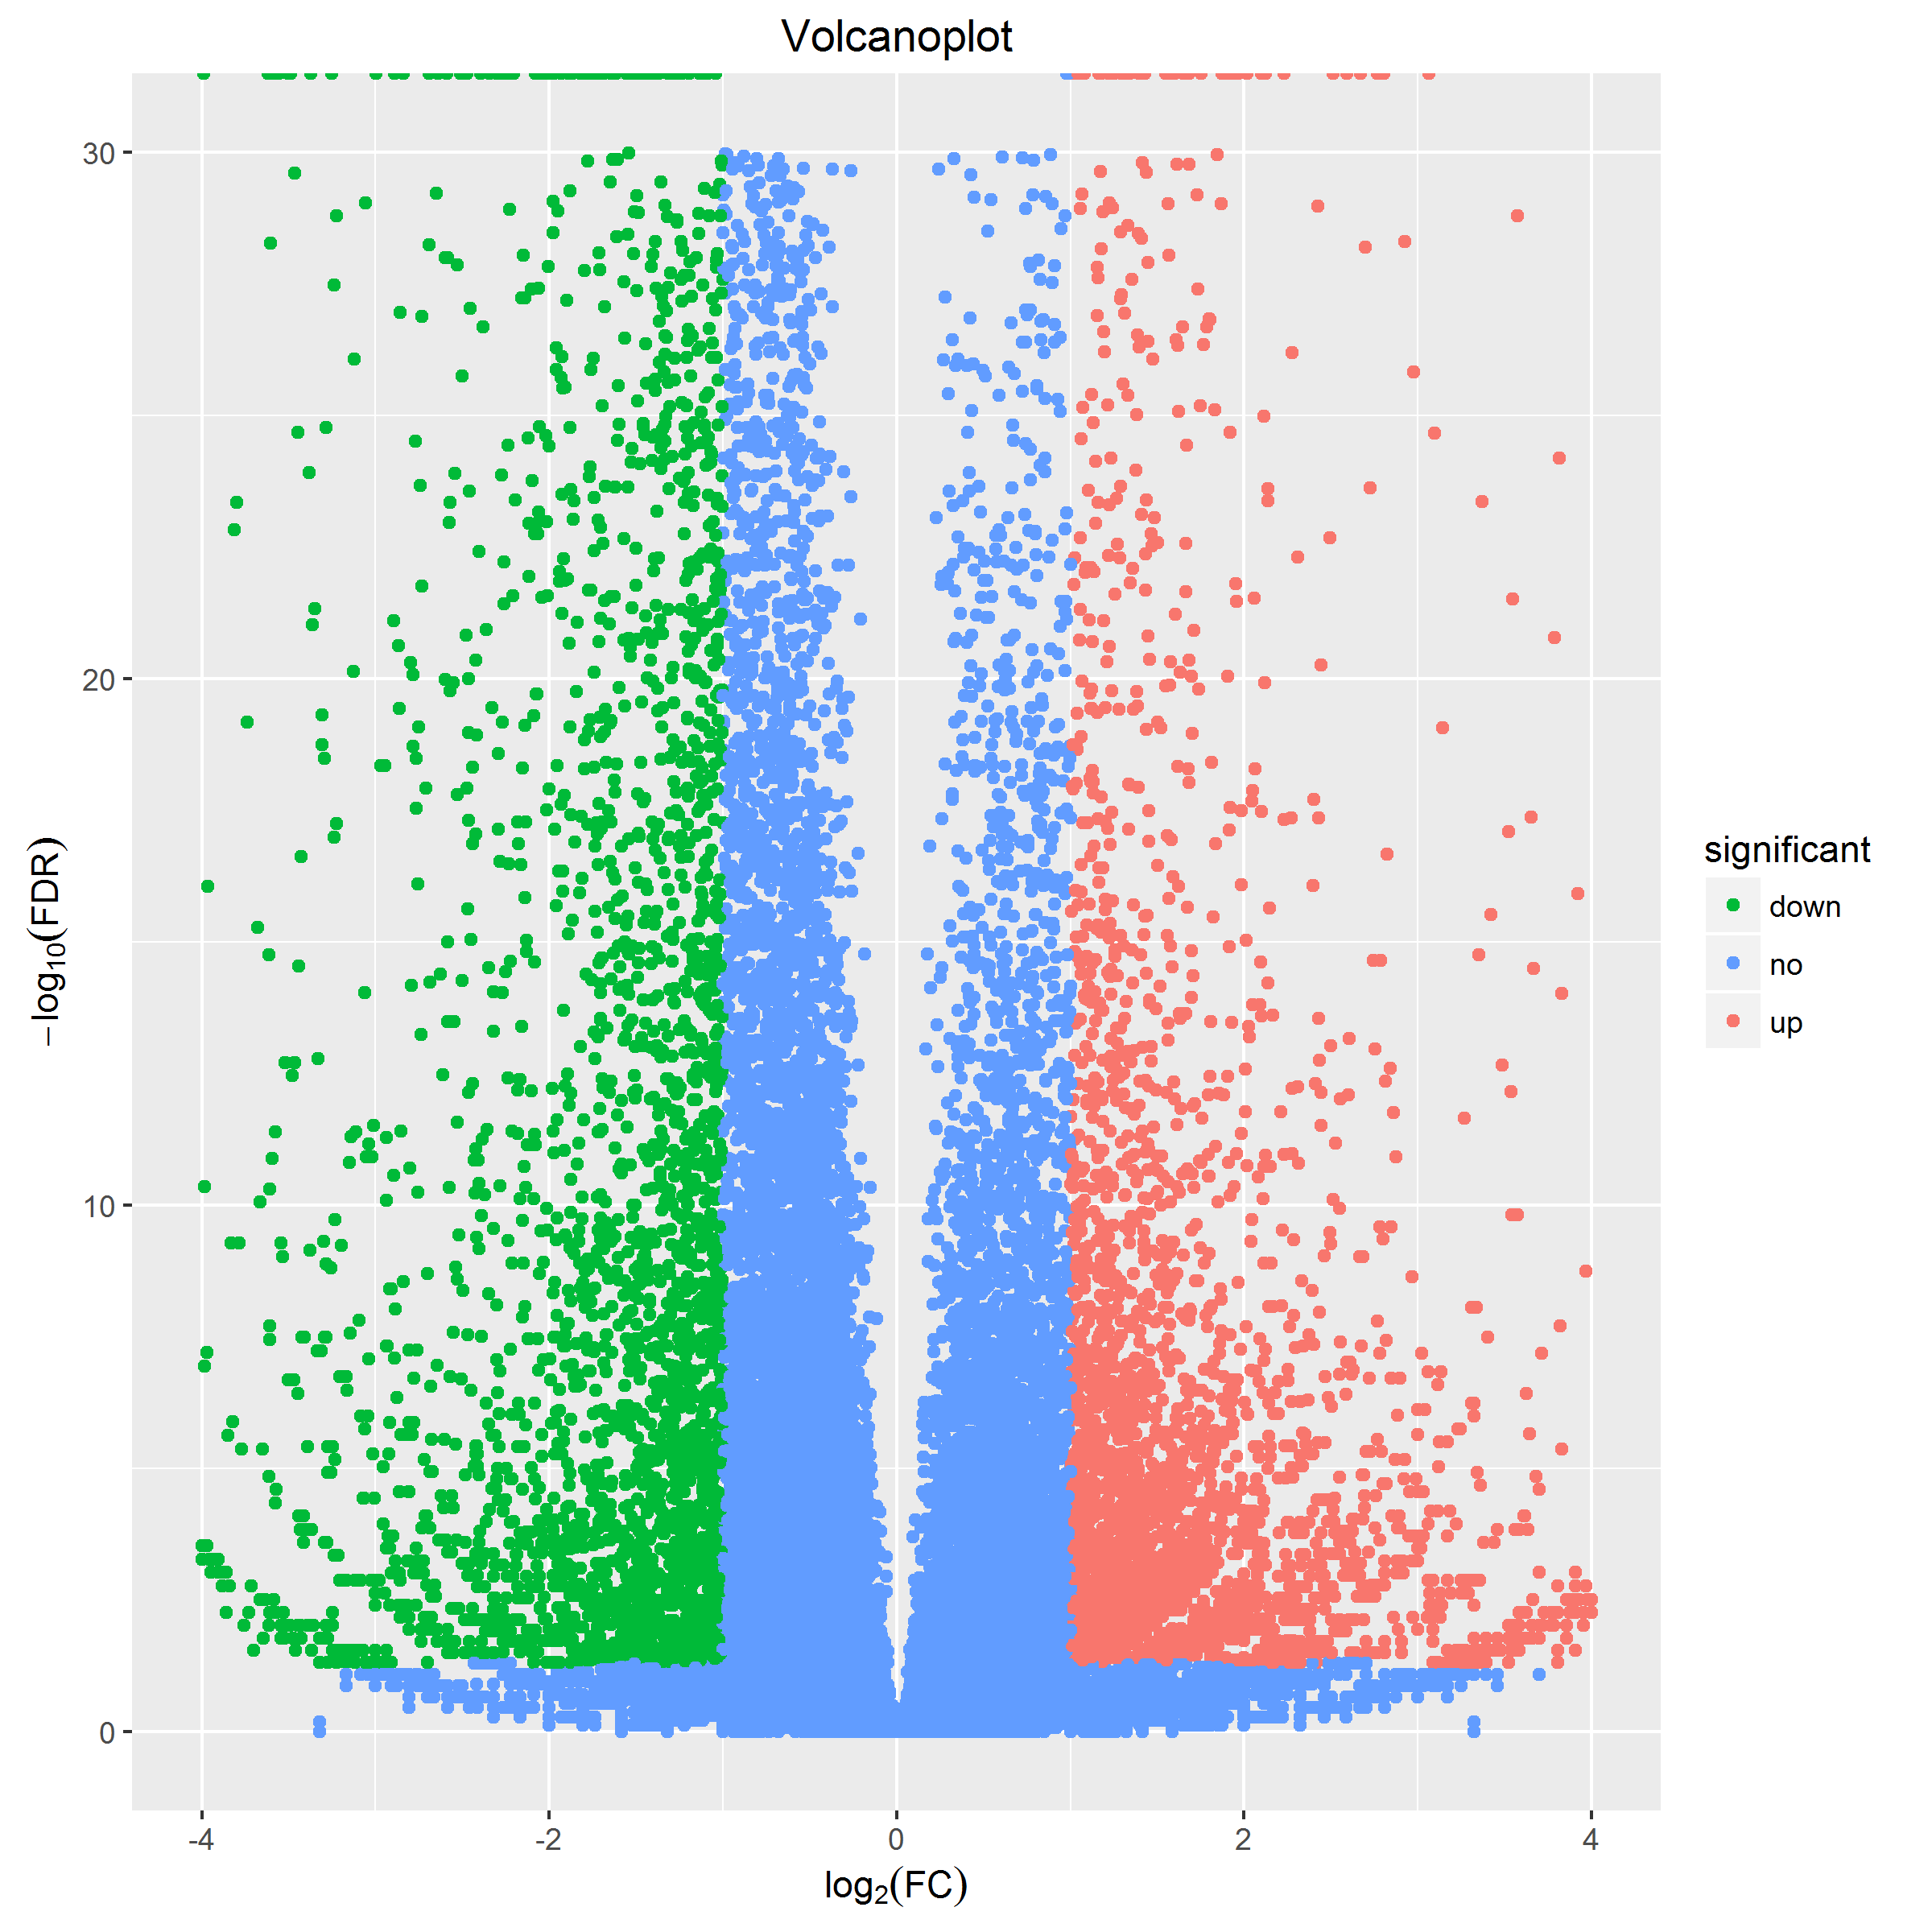 Volcanoplot
30
20
10
0
−log10(FDR)
-4
-2
0
2
4
log2(FC)
significant
down
no
up